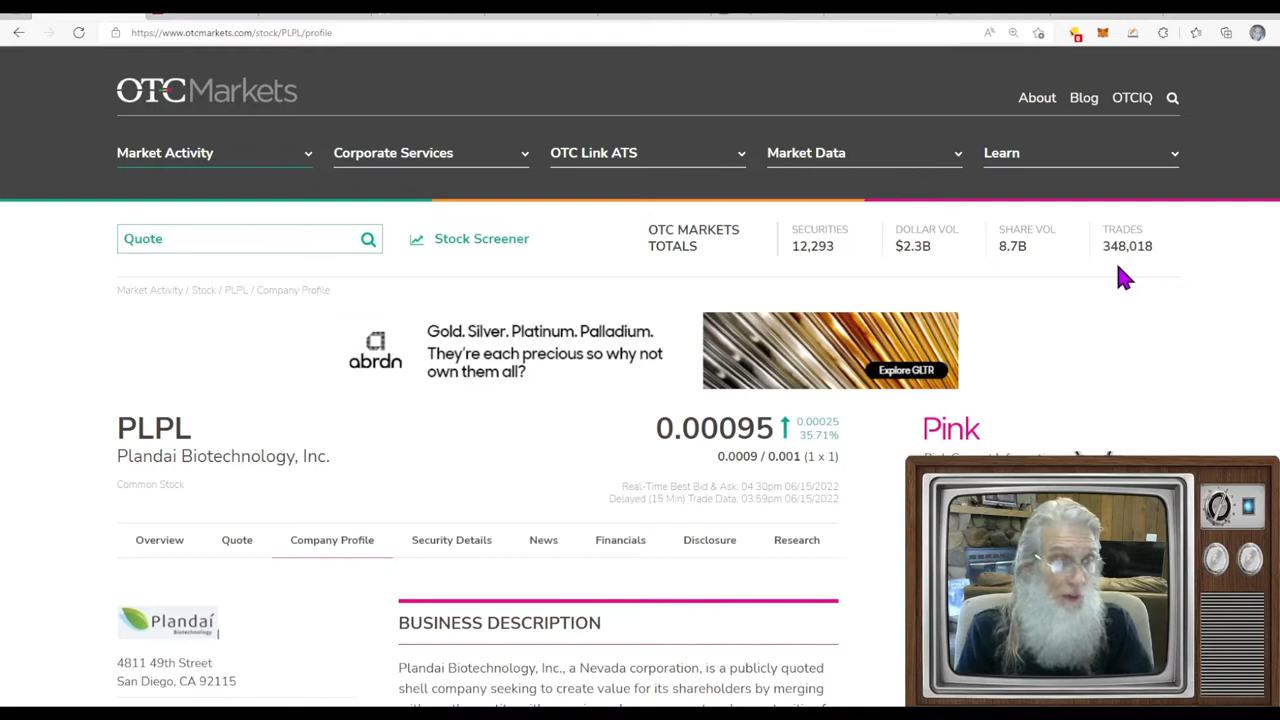 https://www.otcmarkets.com/stock/PLPL/profile
OTCMarkets
About Blog OTCIQ
Market Activity Corporate Services OTC Link ATS Market Data Learn
Quote
Stock Screener
OTC MARKETS
TOTALS
SECURITIES
12,293
DOLLAR VOL
$2.3B
SHARE VOL
8.7B
TRADES
348,018
Market Activity / Stock / PLPL / Company Profile
abrdn
Gold. Silver. Platinum. Palladium.
They're each precious so why not
own them all?
Explore GLTR
PLPL
Plandai Biotechnology, Inc.
Common Stock
0.00095
0.00025
35.71%
0.0009 / 0.001 (1 x 1)
Real-Time Best Bid & Ask: 04:30pm 06/15/2022
Delayed (15 Min) Trade Data: 03:59pm 06/15/2022
Pink
Overview Quote Company Profile Security Details News Financials Disclosure Research
Plandaí
Biotechnology
4811 49th Street
San Diego, CA 92115
BUSINESS DESCRIPTION
Plandai Biotechnology, Inc., a Nevada corporation, is a publicly quoted
shell company seeking to create value for its shareholders by merging